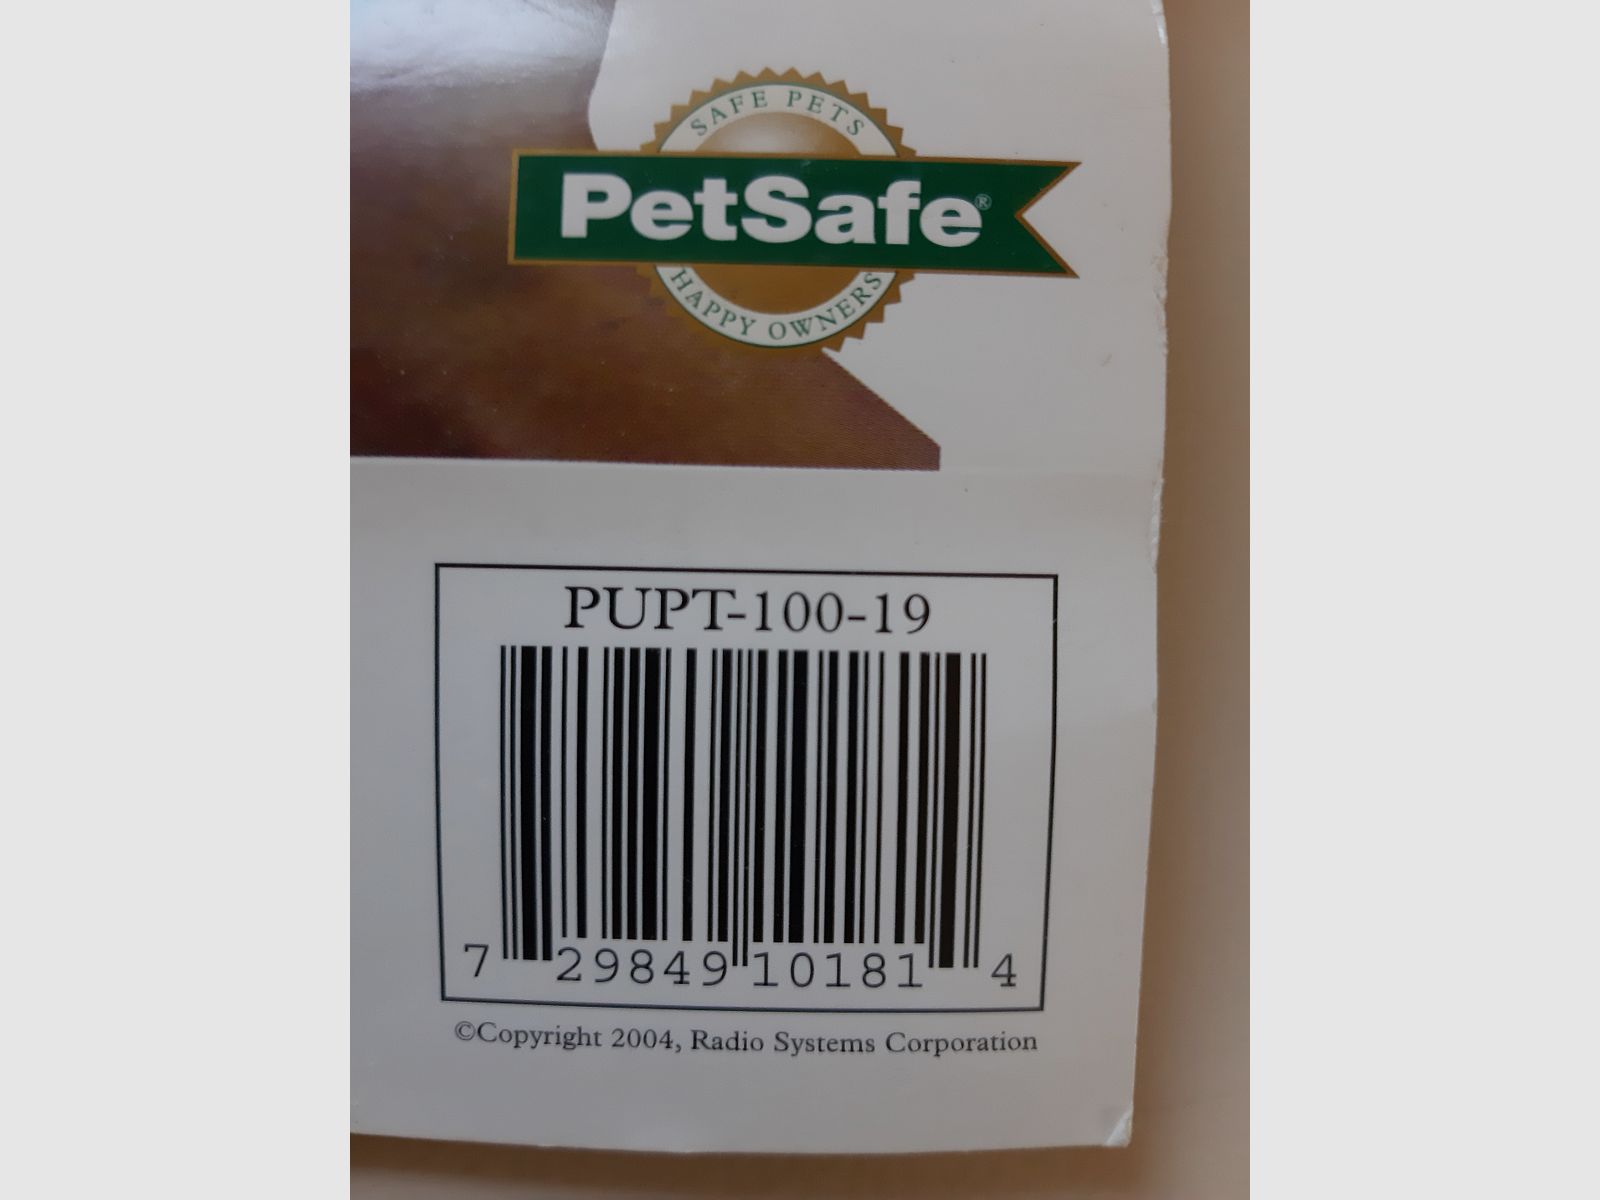 SAFE PETS
PetSafe®
HAPPY OWNERS
PUPT-100-19
7 29849 10181 4
©Copyright 2004, Radio Systems Corporation